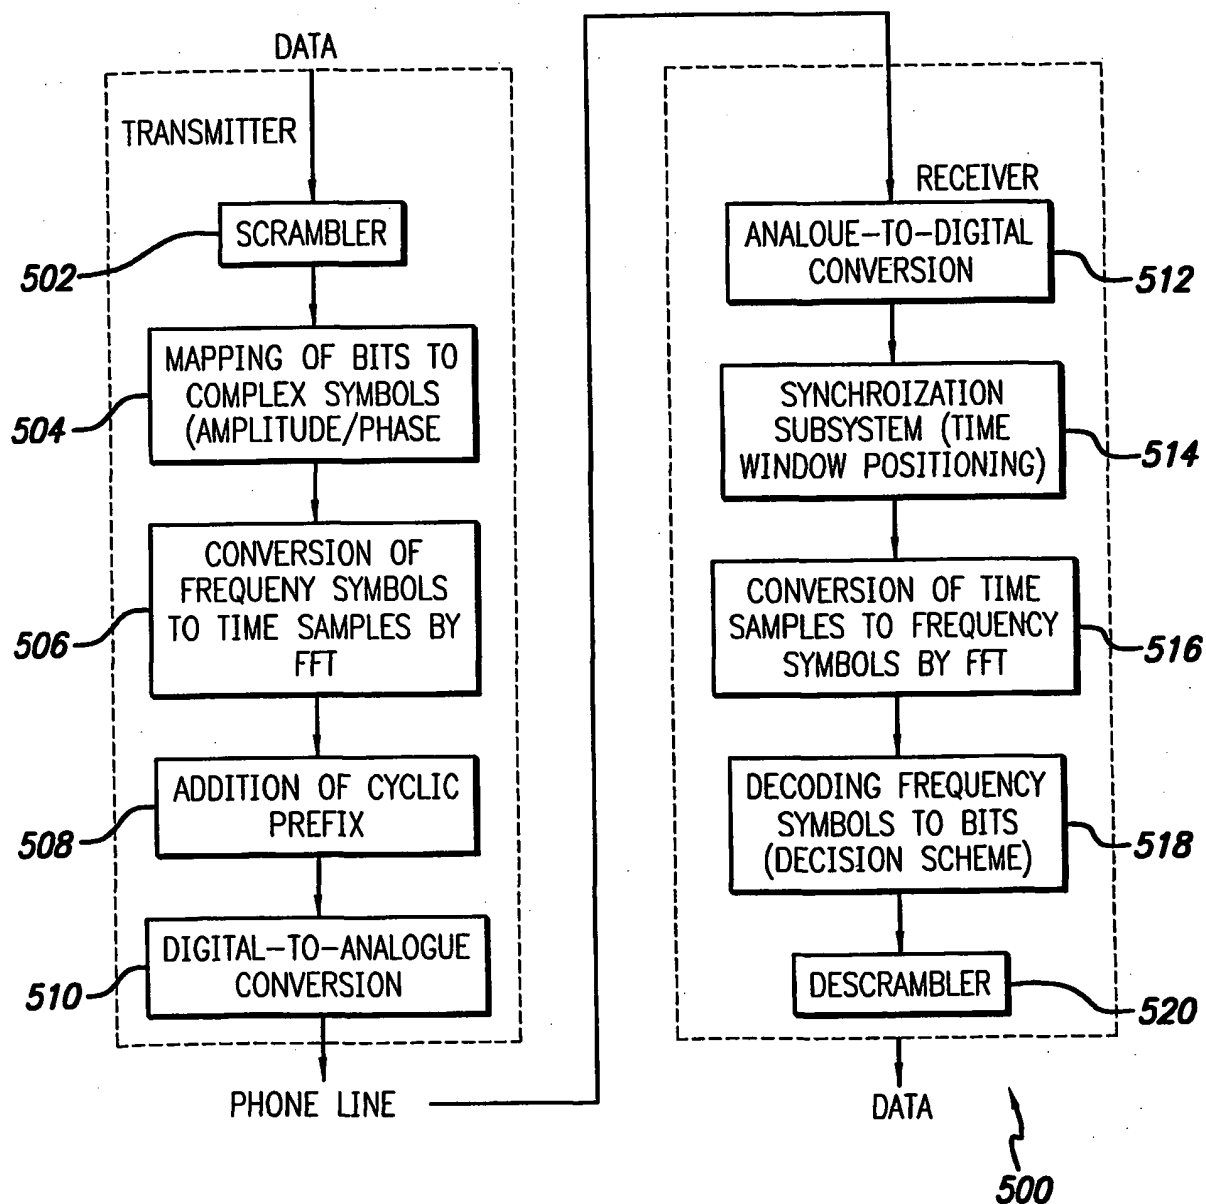 DATA
TRANSMITTER
SCRAMBLER
502
MAPPING OF BITS TO
COMPLEX SYMBOLS
(AMPLITUDE/PHASE
504
CONVERSION OF
FREQUENY SYMBOLS
TO TIME SAMPLES BY
FFT
506
ADDITION OF CYCLIC
PREFIX
508
DIGITAL-TO-ANALOGUE
CONVERSION
510
PHONE LINE
RECEIVER
ANALOUE-TO-DIGITAL
CONVERSION
512
SYNCHROIZATION
SUBSYSTEM (TIME
WINDOW POSITIONING)
514
CONVERSION OF TIME
SAMPLES TO FREQUENCY
SYMBOLS BY FFT
516
DECODING FREQUENCY
SYMBOLS TO BITS
(DECISION SCHEME)
518
DESCRAMBLER
520
DATA
500